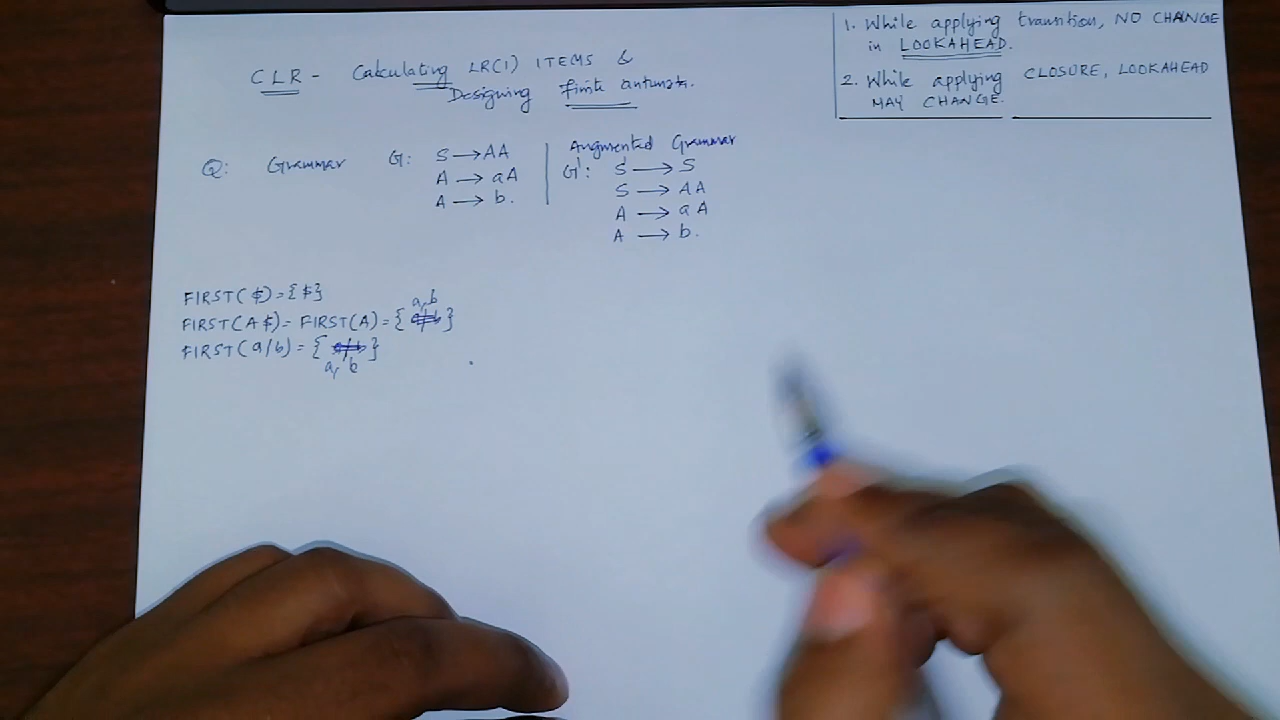 CLR - Calculating LR(1) ITEMS &
Designing finite automata.
1. While applying transition, NO CHANGE
in LOOKAHEAD.
2. While applying CLOSURE, LOOKAHEAD
MAY CHANGE.
Q: Grammar G: S → AA
A → aA
A → b.
Augmented Grammar
G': S' → S
S → AA
A → aA
A → b.
FIRST($) = {$}
FIRST(A$) = FIRST(A) = { a, b }
FIRST(a/b) = { a, b }